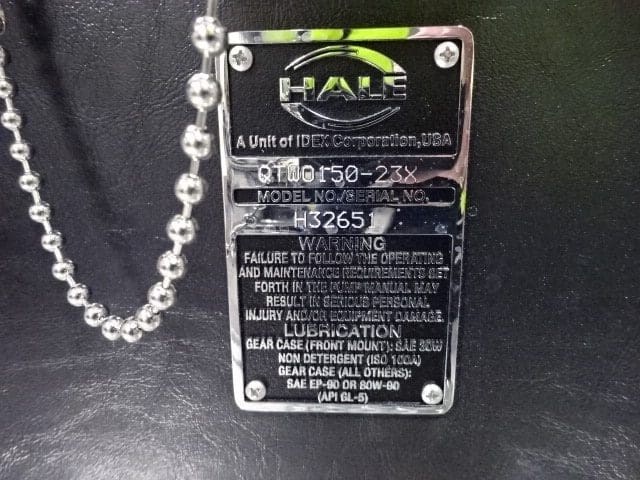 HALE
A Unit of IDEX Corporation, USA
QTWO150-23X
MODEL NO./SERIAL NO.
H32651
WARNING
FAILURE TO FOLLOW THE OPERATING
AND MAINTENANCE REQUIREMENTS SET
FORTH IN THE PUMP MANUAL MAY
RESULT IN SERIOUS PERSONAL
INJURY AND/OR EQUIPMENT DAMAGE.
LUBRICATION
GEAR CASE (FRONT MOUNT): SAE 30W
NON DETERGENT (ISO 100A)
GEAR CASE (ALL OTHERS):
SAE EP-90 OR 80W-90
(API GL-5)